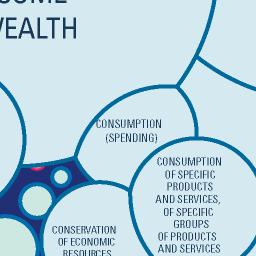 WEALTH
CONSUMPTION
(SPENDING)
CONSUMPTION
OF SPECIFIC
PRODUCTS
AND SERVICES,
OF SPECIFIC
GROUPS
OF PRODUCTS
AND SERVICES
CONSERVATION
OF ECONOMIC
RESOURCES